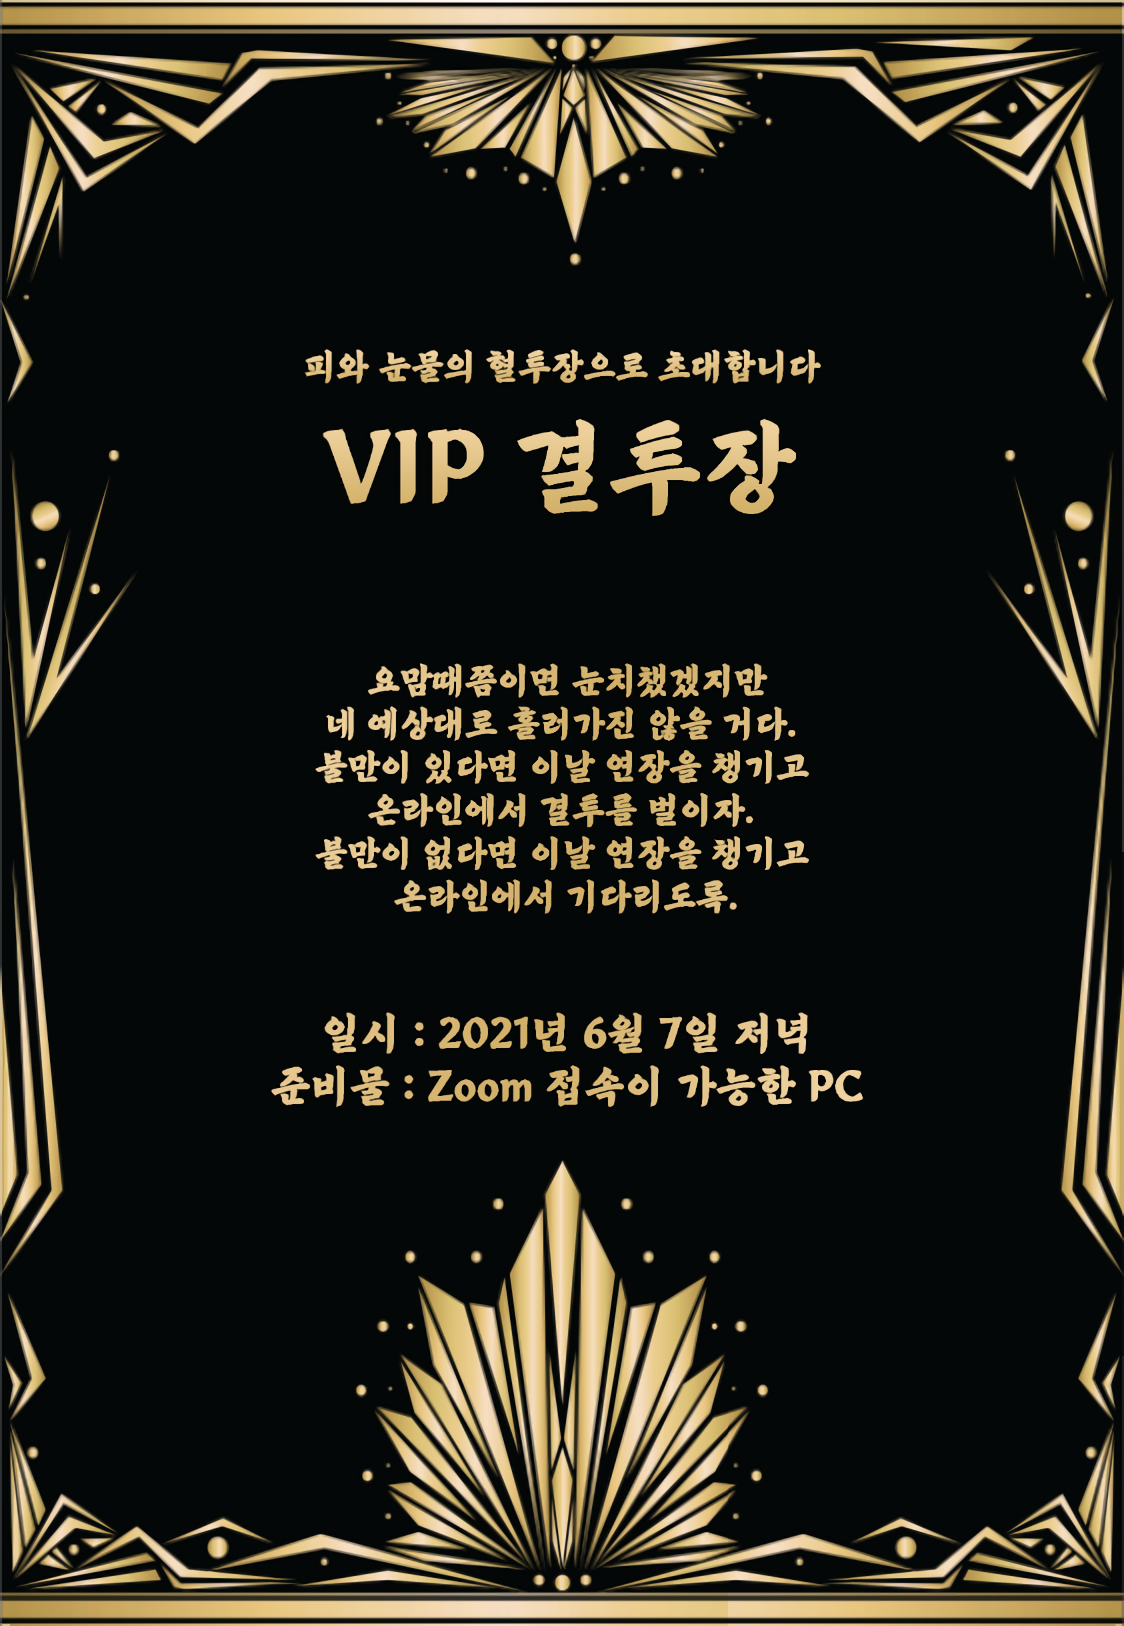 피와 눈물의 혈투장으로 초대합니다
VIP 결투장
요맘때쯤이면 눈치챘겠지만
네 예상대로 흘러가진 않을 거다.
불만이 있다면 이날 연장을 챙기고
온라인에서 결투를 벌이자.
불만이 없다면 이날 연장을 챙기고
온라인에서 기다리도록.
일시 : 2021년 6월 7일 저녁
준비물 : Zoom 접속이 가능한 PC